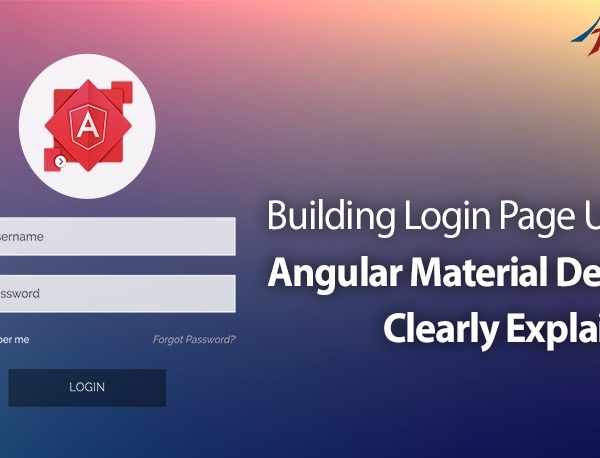 A
sername
ssword
ber me
Forgot Password?
LOGIN
Building Login Page U
Angular Material De
Clearly Explai